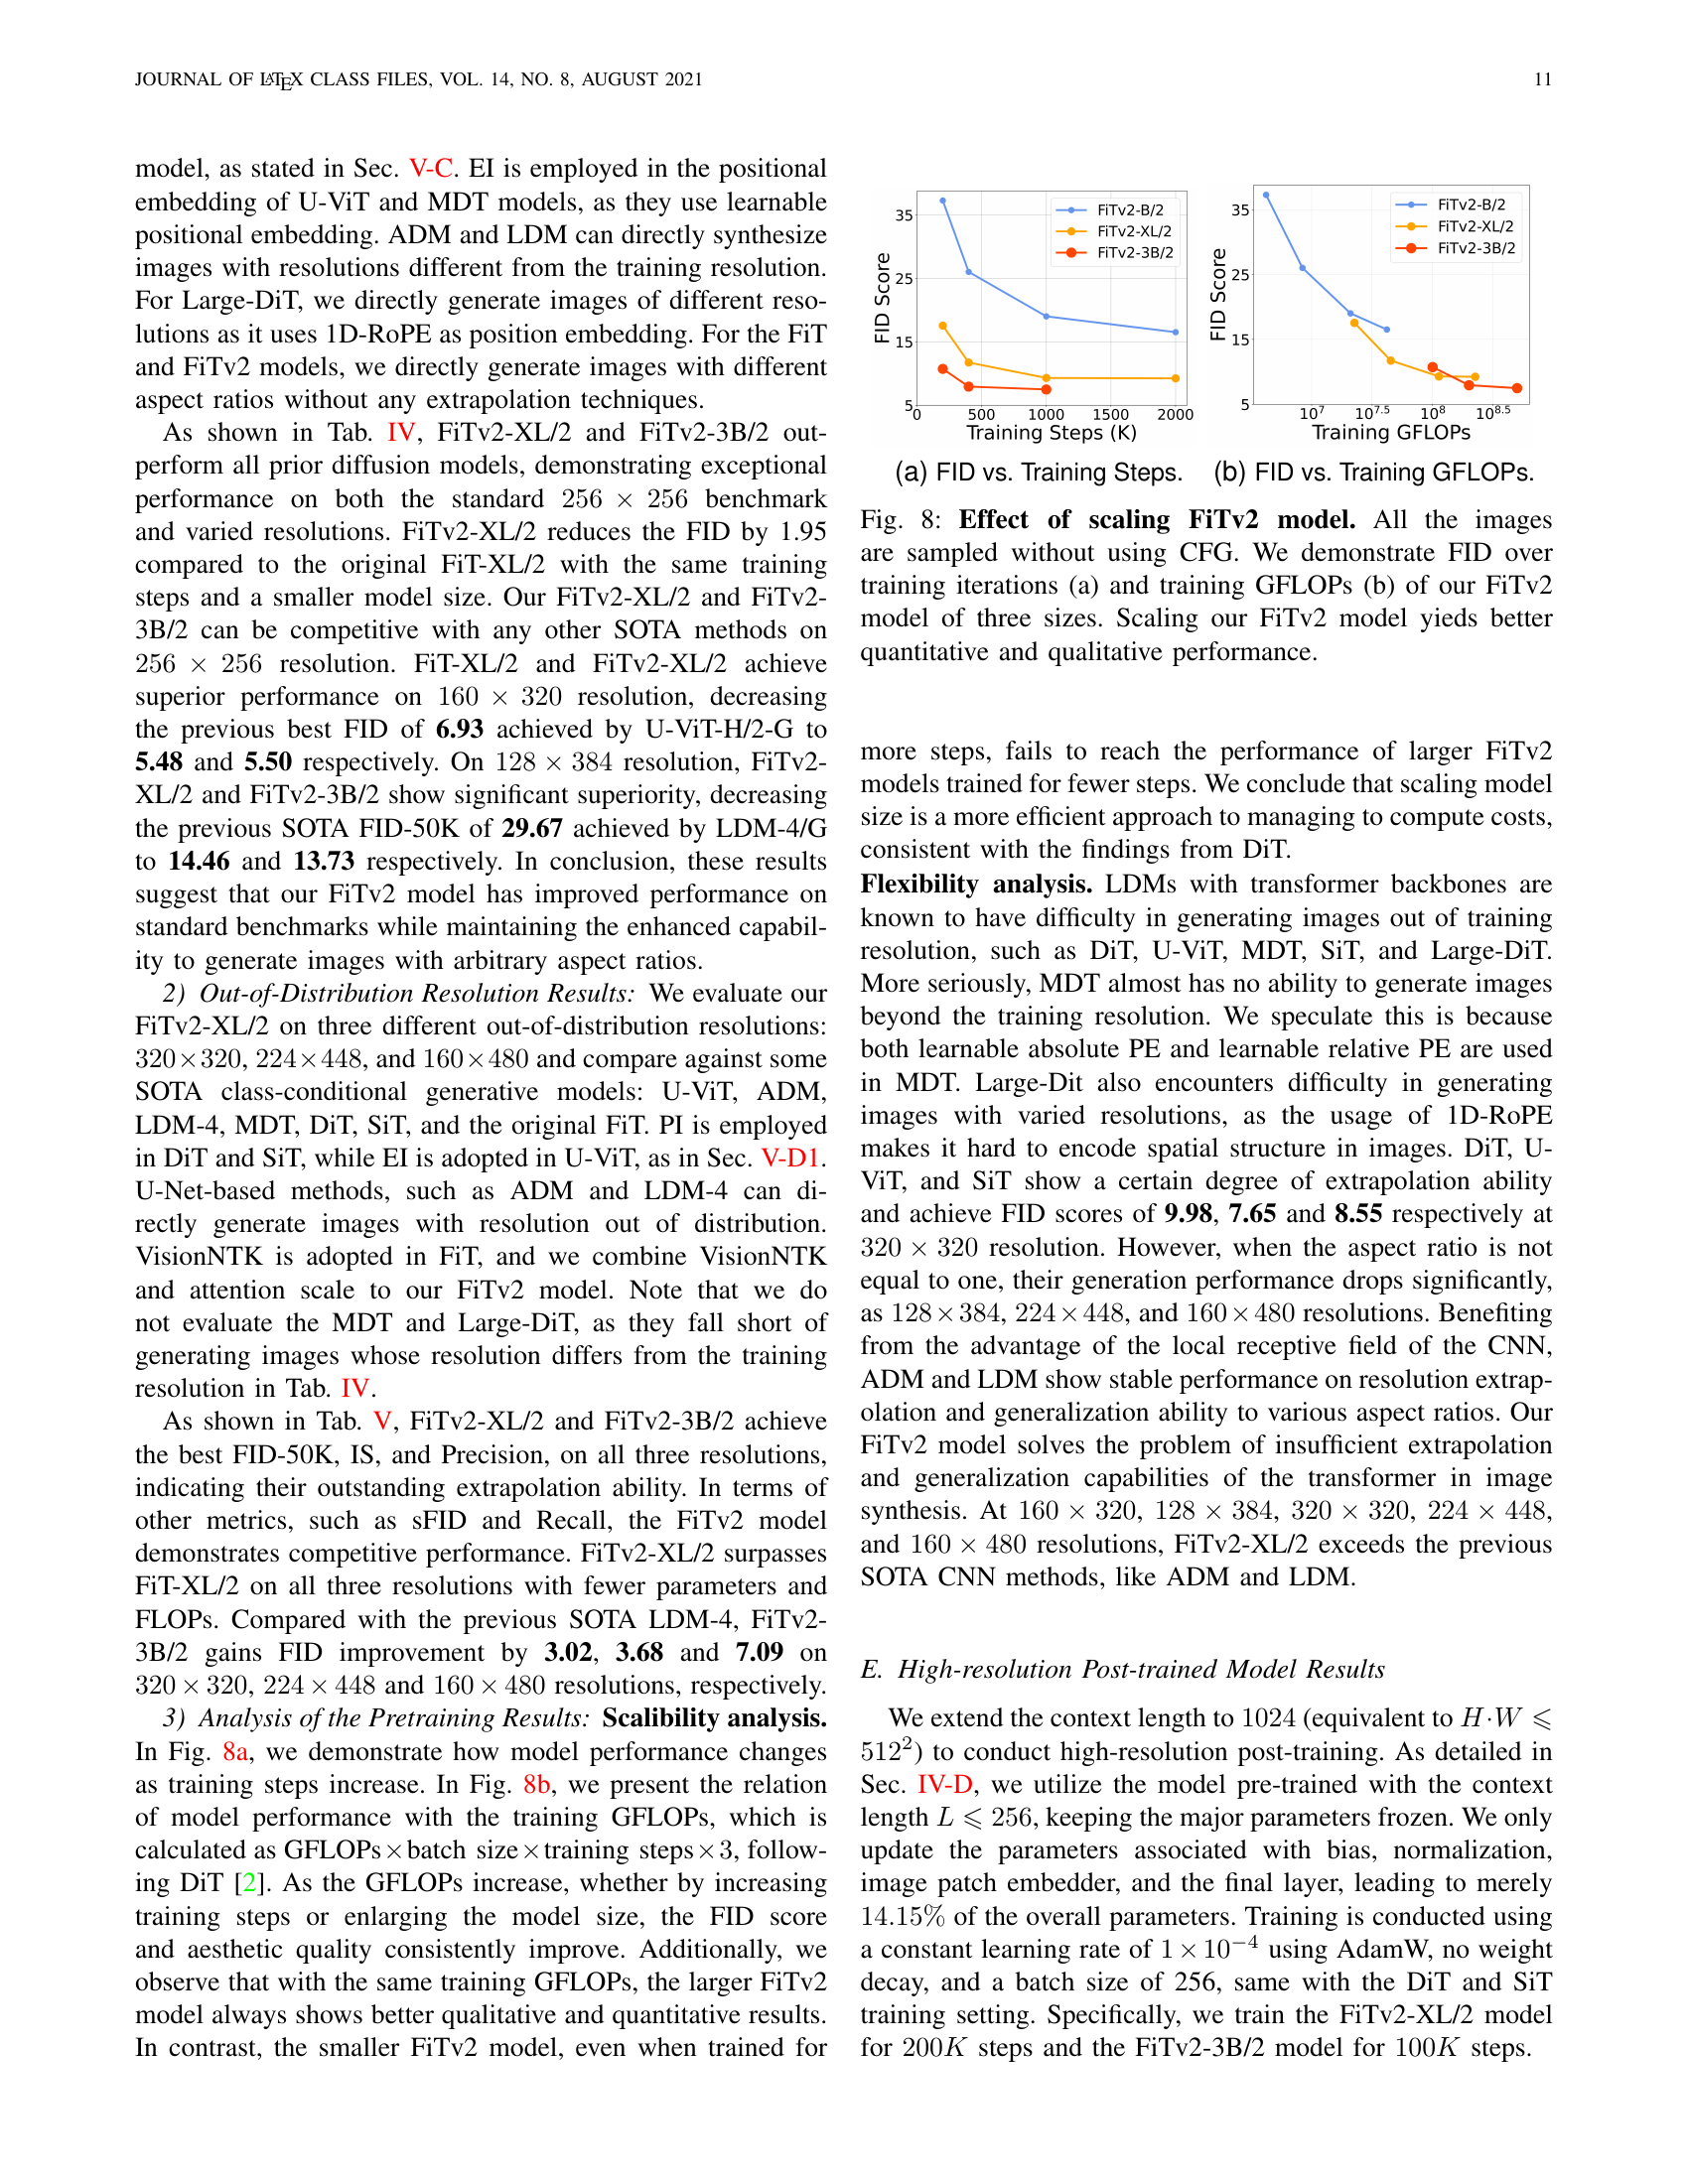 JOURNAL OF LATEX CLASS FILES, VOL. 14, NO. 8, AUGUST 2021
11
model, as stated in Sec. V-C. EI is employed in the positional
embedding of U-ViT and MDT models, as they use learnable
positional embedding. ADM and LDM can directly synthesize
images with resolutions different from the training resolution.
For Large-DiT, we directly generate images of different reso-
lutions as it uses 1D-RoPE as position embedding. For the FiT
and FiTv2 models, we directly generate images with different
aspect ratios without any extrapolation techniques.
As shown in Tab. IV, FiTv2-XL/2 and FiTv2-3B/2 out-
perform all prior diffusion models, demonstrating exceptional
performance on both the standard 256 × 256 benchmark
and varied resolutions. FiTv2-XL/2 reduces the FID by 1.95
compared to the original FiT-XL/2 with the same training
steps and a smaller model size. Our FiTv2-XL/2 and FiTv2-
3B/2 can be competitive with any other SOTA methods on
256 × 256 resolution. FiT-XL/2 and FiTv2-XL/2 achieve
superior performance on 160 × 320 resolution, decreasing
the previous best FID of 6.93 achieved by U-ViT-H/2-G to
5.48 and 5.50 respectively. On 128 × 384 resolution, FiTv2-
XL/2 and FiTv2-3B/2 show significant superiority, decreasing
the previous SOTA FID-50K of 29.67 achieved by LDM-4/G
to 14.46 and 13.73 respectively. In conclusion, these results
suggest that our FiTv2 model has improved performance on
standard benchmarks while maintaining the enhanced capabil-
ity to generate images with arbitrary aspect ratios.
2) Out-of-Distribution Resolution Results: We evaluate our
FiTv2-XL/2 on three different out-of-distribution resolutions:
320×320, 224×448, and 160×480 and compare against some
SOTA class-conditional generative models: U-ViT, ADM,
LDM-4, MDT, DiT, SiT, and the original FiT. PI is employed
in DiT and SiT, while EI is adopted in U-ViT, as in Sec. V-D1.
U-Net-based methods, such as ADM and LDM-4 can di-
rectly generate images with resolution out of distribution.
VisionNTK is adopted in FiT, and we combine VisionNTK
and attention scale to our FiTv2 model. Note that we do
not evaluate the MDT and Large-DiT, as they fall short of
generating images whose resolution differs from the training
resolution in Tab. IV.
As shown in Tab. V, FiTv2-XL/2 and FiTv2-3B/2 achieve
the best FID-50K, IS, and Precision, on all three resolutions,
indicating their outstanding extrapolation ability. In terms of
other metrics, such as sFID and Recall, the FiTv2 model
demonstrates competitive performance. FiTv2-XL/2 surpasses
FiT-XL/2 on all three resolutions with fewer parameters and
FLOPs. Compared with the previous SOTA LDM-4, FiTv2-
3B/2 gains FID improvement by 3.02, 3.68 and 7.09 on
320 × 320, 224 × 448 and 160 × 480 resolutions, respectively.
3) Analysis of the Pretraining Results: Scalibility analysis.
In Fig. 8a, we demonstrate how model performance changes
as training steps increase. In Fig. 8b, we present the relation
of model performance with the training GFLOPs, which is
calculated as GFLOPs×batch size×training steps×3, follow-
ing DiT [2]. As the GFLOPs increase, whether by increasing
training steps or enlarging the model size, the FID score
and aesthetic quality consistently improve. Additionally, we
observe that with the same training GFLOPs, the larger FiTv2
model always shows better qualitative and quantitative results.
In contrast, the smaller FiTv2 model, even when trained for
FID Score
35
25
15
5
0 500 1000 1500 2000
Training Steps (K)
FiTv2-B/2
FiTv2-XL/2
FiTv2-3B/2
(a) FID vs. Training Steps.
FID Score
35
25
15
5
10^7 10^7.5 10^8 10^8.5
Training GFLOPs
FiTv2-B/2
FiTv2-XL/2
FiTv2-3B/2
(b) FID vs. Training GFLOPs.
Fig. 8: Effect of scaling FiTv2 model. All the images
are sampled without using CFG. We demonstrate FID over
training iterations (a) and training GFLOPs (b) of our FiTv2
model of three sizes. Scaling our FiTv2 model yieds better
quantitative and qualitative performance.
more steps, fails to reach the performance of larger FiTv2
models trained for fewer steps. We conclude that scaling model
size is a more efficient approach to managing to compute costs,
consistent with the findings from DiT.
Flexibility analysis. LDMs with transformer backbones are
known to have difficulty in generating images out of training
resolution, such as DiT, U-ViT, MDT, SiT, and Large-DiT.
More seriously, MDT almost has no ability to generate images
beyond the training resolution. We speculate this is because
both learnable absolute PE and learnable relative PE are used
in MDT. Large-Dit also encounters difficulty in generating
images with varied resolutions, as the usage of 1D-RoPE
makes it hard to encode spatial structure in images. DiT, U-
ViT, and SiT show a certain degree of extrapolation ability
and achieve FID scores of 9.98, 7.65 and 8.55 respectively at
320 × 320 resolution. However, when the aspect ratio is not
equal to one, their generation performance drops significantly,
as 128×384, 224×448, and 160×480 resolutions. Benefiting
from the advantage of the local receptive field of the CNN,
ADM and LDM show stable performance on resolution extrap-
olation and generalization ability to various aspect ratios. Our
FiTv2 model solves the problem of insufficient extrapolation
and generalization capabilities of the transformer in image
synthesis. At 160 × 320, 128 × 384, 320 × 320, 224 × 448,
and 160 × 480 resolutions, FiTv2-XL/2 exceeds the previous
SOTA CNN methods, like ADM and LDM.
E. High-resolution Post-trained Model Results
We extend the context length to 1024 (equivalent to H·W ⩽
512²) to conduct high-resolution post-training. As detailed in
Sec. IV-D, we utilize the model pre-trained with the context
length L ⩽ 256, keeping the major parameters frozen. We only
update the parameters associated with bias, normalization,
image patch embedder, and the final layer, leading to merely
14.15% of the overall parameters. Training is conducted using
a constant learning rate of 1 × 10⁻⁴ using AdamW, no weight
decay, and a batch size of 256, same with the DiT and SiT
training setting. Specifically, we train the FiTv2-XL/2 model
for 200K steps and the FiTv2-3B/2 model for 100K steps.